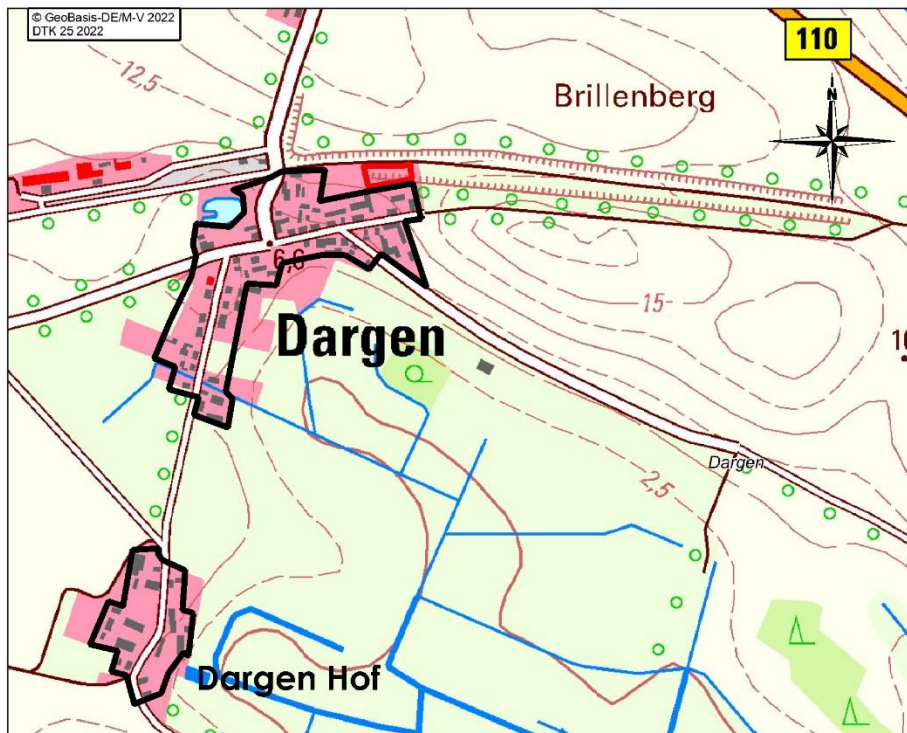 © GeoBasis-DE/M-V 2022
DTK 25 2022
110
12,5
Brillenberg
N
6,6
15
Dargen
10
Dargen
2,5
Dargen Hof